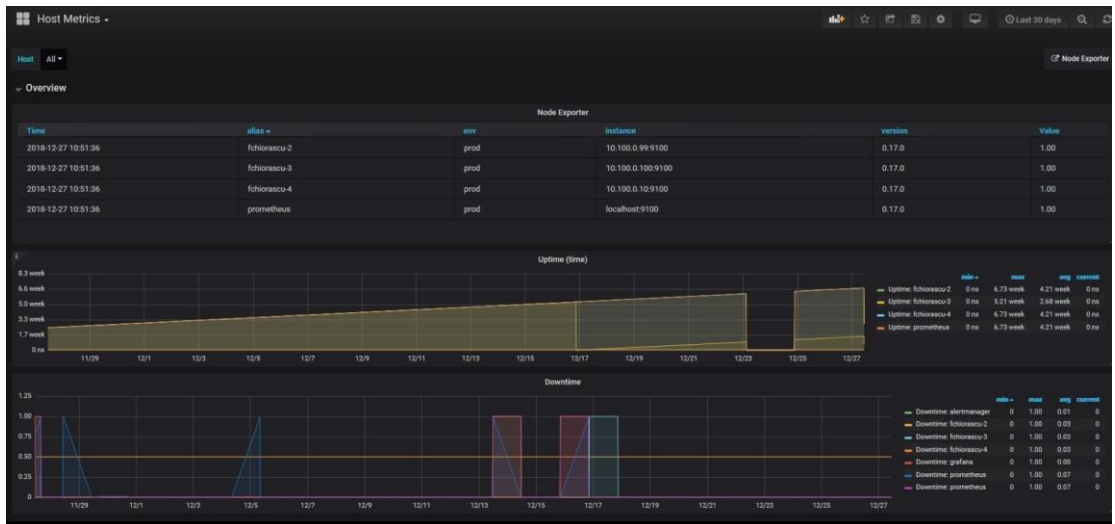 Host Metrics
Last 30 days
Host All
Node Exporter
Overview
Node Exporter
Time alias env instance version Value
2018-12-27 10:51:36 fchiorascu-2 prod 10.100.0.99:9100 0.17.0 1.00
2018-12-27 10:51:36 fchiorascu-3 prod 10.100.0.100:9100 0.17.0 1.00
2018-12-27 10:51:36 fchiorascu-4 prod 10.100.0.10:9100 0.17.0 1.00
2018-12-27 10:51:36 prometheus prod localhost:9100 0.17.0 1.00
Uptime (time)
8.3 week
6.6 week
5.0 week
3.3 week
1.7 week
0 ns
11/29 12/1 12/3 12/5 12/7 12/9 12/11 12/13 12/15 12/17 12/19 12/21 12/23 12/25 12/27
min max avg current
Uptime: fchiorascu-2 0 ns 6.73 week 4.21 week 0 ns
Uptime: fchiorascu-3 0 ns 5.21 week 2.68 week 0 ns
Uptime: fchiorascu-4 0 ns 6.73 week 4.21 week 0 ns
Uptime: prometheus 0 ns 6.73 week 4.21 week 0 ns
Downtime
1.25
1.00
0.75
0.50
0.25
0
11/29 12/1 12/3 12/5 12/7 12/9 12/11 12/13 12/15 12/17 12/19 12/21 12/23 12/25 12/27
min max avg current
Downtime: alertmanager 0 1.00 0.01 0
Downtime: fchiorascu-2 0 1.00 0.03 0
Downtime: fchiorascu-3 0 1.00 0.03 0
Downtime: fchiorascu-4 0 1.00 0.03 0
Downtime: grafana 0 1.00 0.00 0
Downtime: prometheus 0 1.00 0.07 0
Downtime: prometheus 0 1.00 0.07 0